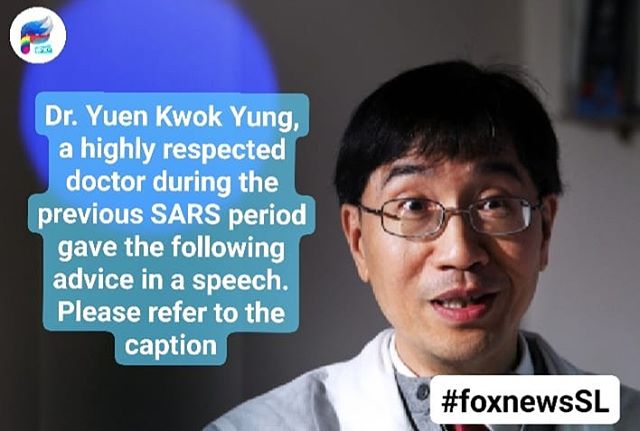 Dr. Yuen Kwok Yung,
a highly respected
doctor during the
previous SARS period
gave the following
advice in a speech.
Please refer to the
caption
#foxnewsSL